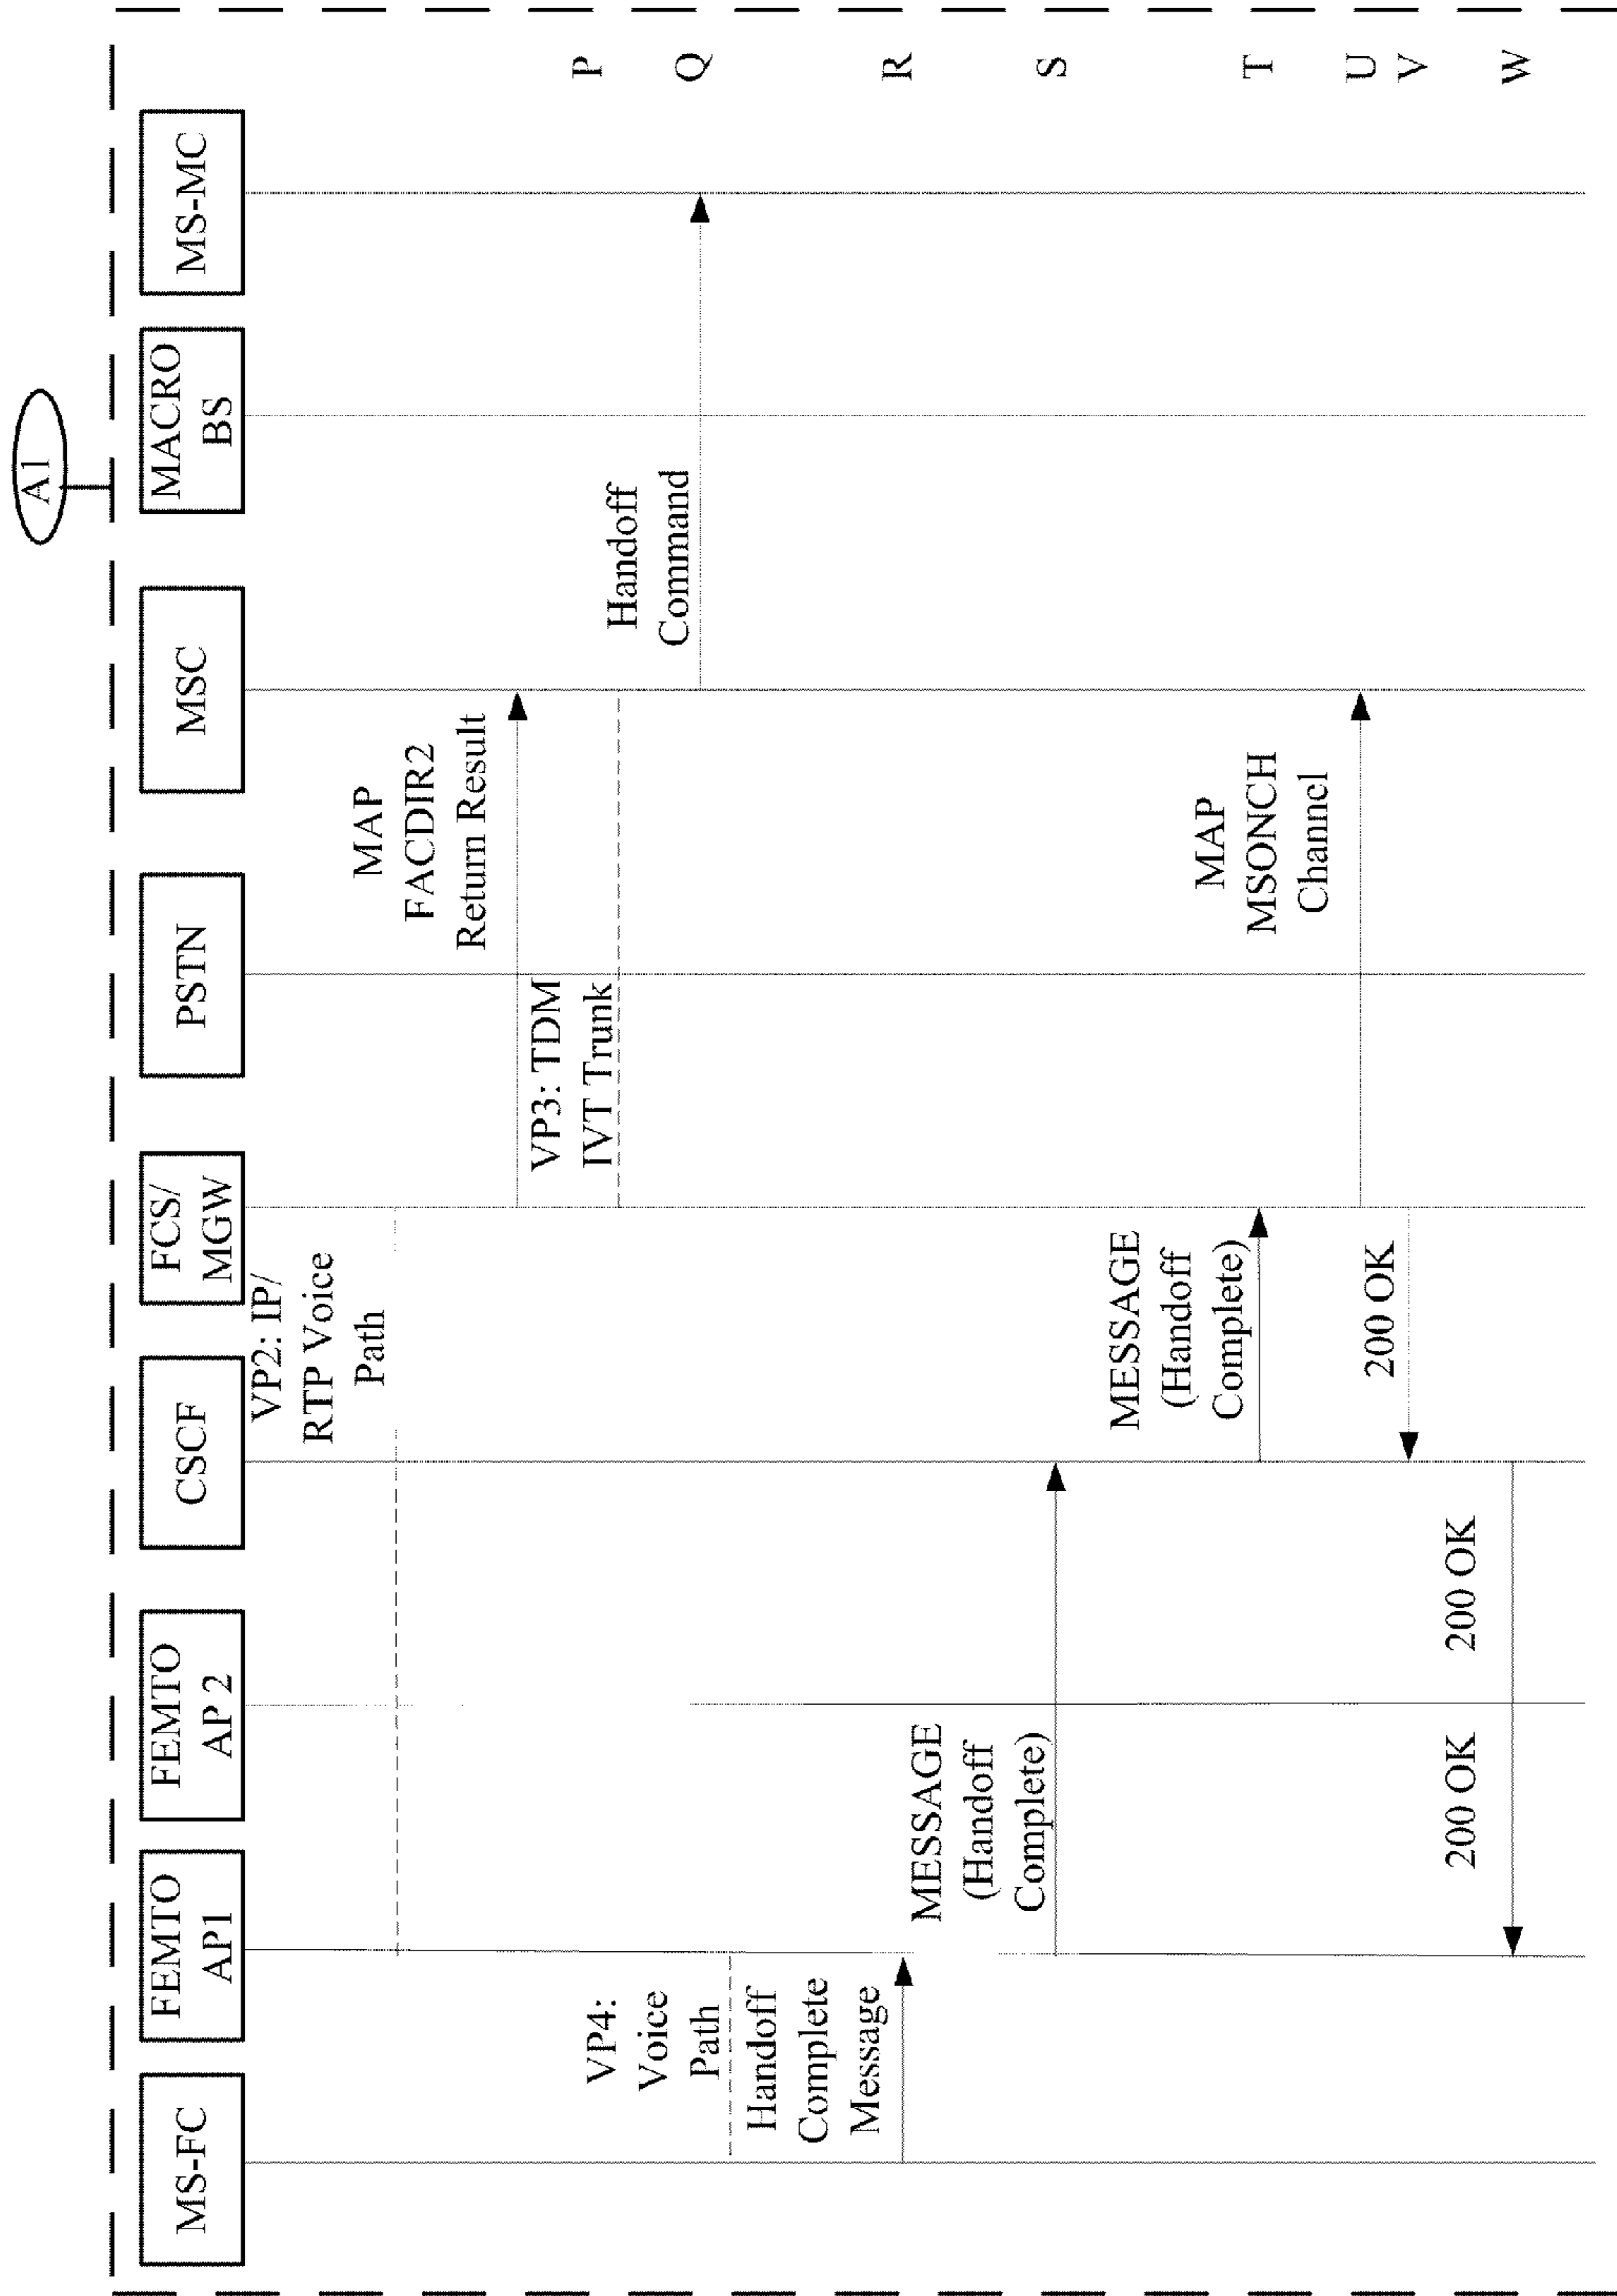 A1
MS-FC
FEMTO
AP1
FEMTO
AP 2
CSCF
FCS/
MGW
PSTN
MSC
MACRO
BS
MS-MC
VP2: IP/
RTP Voice
Path
MAP
FACDIR2
Return Result
P
VP3: TDM
IVT Trunk
Handoff
Command
Q
VP4:
Voice
Path
Handoff
Complete
Message
R
MESSAGE
(Handoff
Complete)
S
MESSAGE
(Handoff
Complete)
T
MAP
MSONCH
Channel
U
200 OK
V
200 OK
200 OK
W